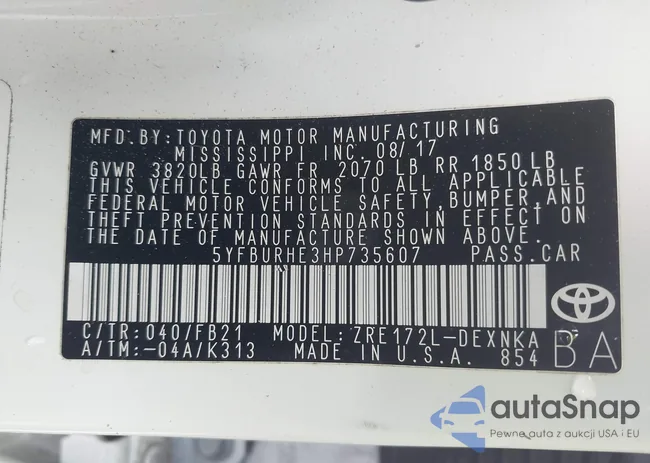 MFD.BY:TOYOTA MOTOR MANUFACTURING
MISSISSIPPI INC. 08/17
GVWR 3820LB GAWR FR 2070LB RR 1850LB
THIS VEHICLE CONFORMS TO ALL APPLICABLE
FEDERAL MOTOR VEHICLE SAFETY, BUMPER, AND
THEFT PREVENTION STANDARDS IN EFFECT ON
THE DATE OF MANUFACTURE SHOWN ABOVE.
5YFBURHE3HP735607 PASS.CAR
C/TR: 040/FB21 MODEL: ZRE172L-DEXNKA
A/TM:-04A/K313 MADE IN U.S.A. 854 BA
autaSnap
Pewne auta z aukcji USA i EU